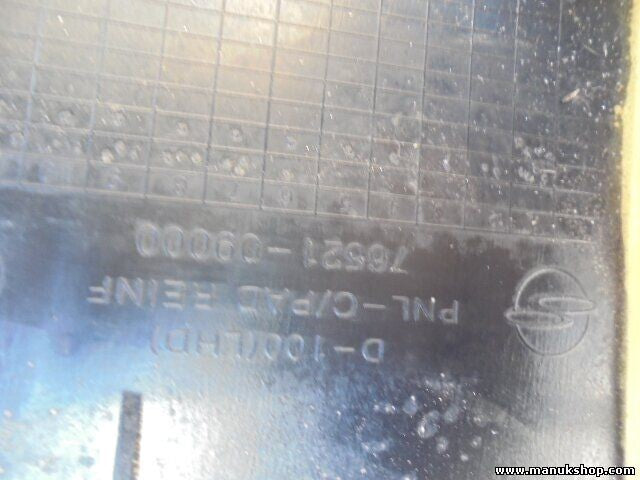 D-100(LHD)
PNL-C/PAD REINF
76521-09000
www.manukshop.com